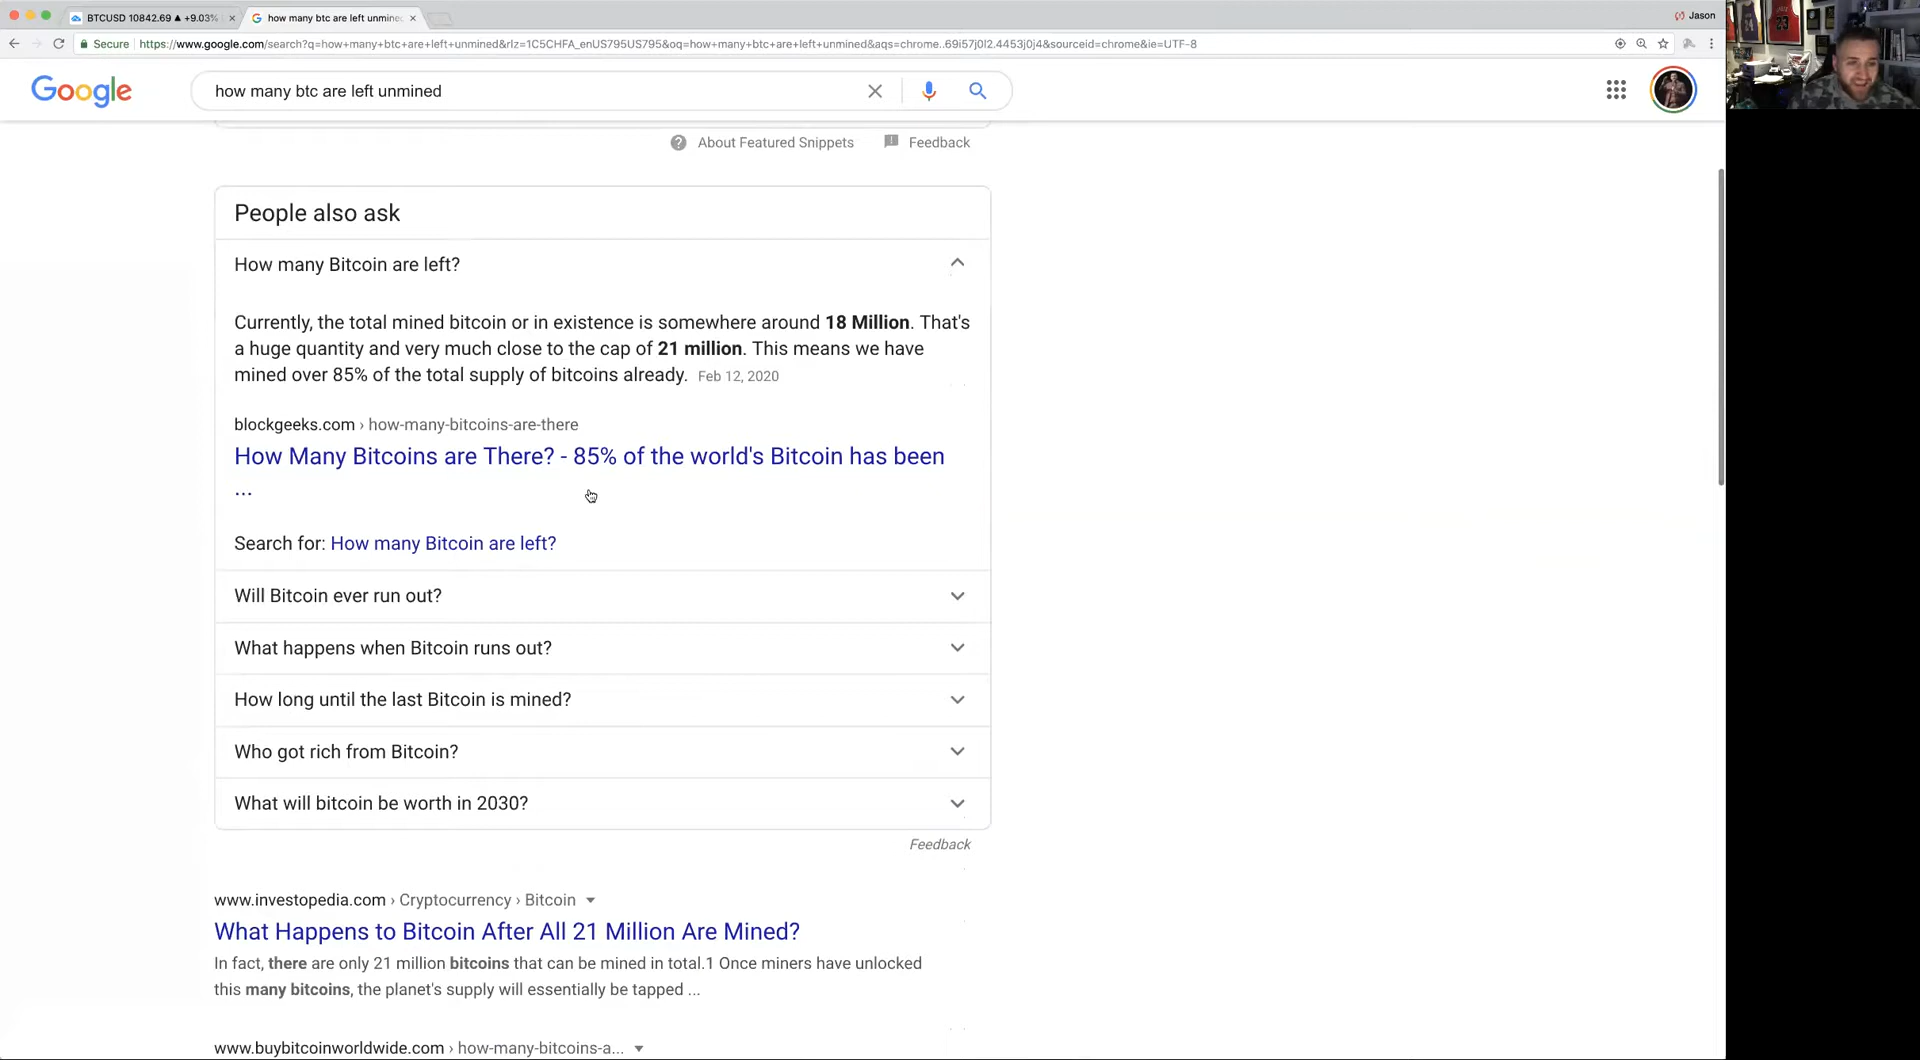 BTCUSD 10842.69 ▲ +9.03%
how many btc are left unmined
Jason
Secure
https://www.google.com/search?q=how+many+btc+are+left+unmined&rlz=1C5CHFA_enUS795US795&oq=how+many+btc+are+left+unmined&aqs=chrome..69i57j0l2.4453j0j4&sourceid=chrome&ie=UTF-8
Google
how many btc are left unmined
About Featured Snippets
Feedback
People also ask
How many Bitcoin are left?
Currently, the total mined bitcoin or in existence is somewhere around 18 Million. That's
a huge quantity and very much close to the cap of 21 million. This means we have
mined over 85% of the total supply of bitcoins already. Feb 12, 2020
blockgeeks.com › how-many-bitcoins-are-there
How Many Bitcoins are There? - 85% of the world's Bitcoin has been
...
Search for: How many Bitcoin are left?
Will Bitcoin ever run out?
What happens when Bitcoin runs out?
How long until the last Bitcoin is mined?
Who got rich from Bitcoin?
What will bitcoin be worth in 2030?
Feedback
www.investopedia.com › Cryptocurrency › Bitcoin
What Happens to Bitcoin After All 21 Million Are Mined?
In fact, there are only 21 million bitcoins that can be mined in total.1 Once miners have unlocked
this many bitcoins, the planet's supply will essentially be tapped ...
www.buybitcoinworldwide.com › how-many-bitcoins-a...